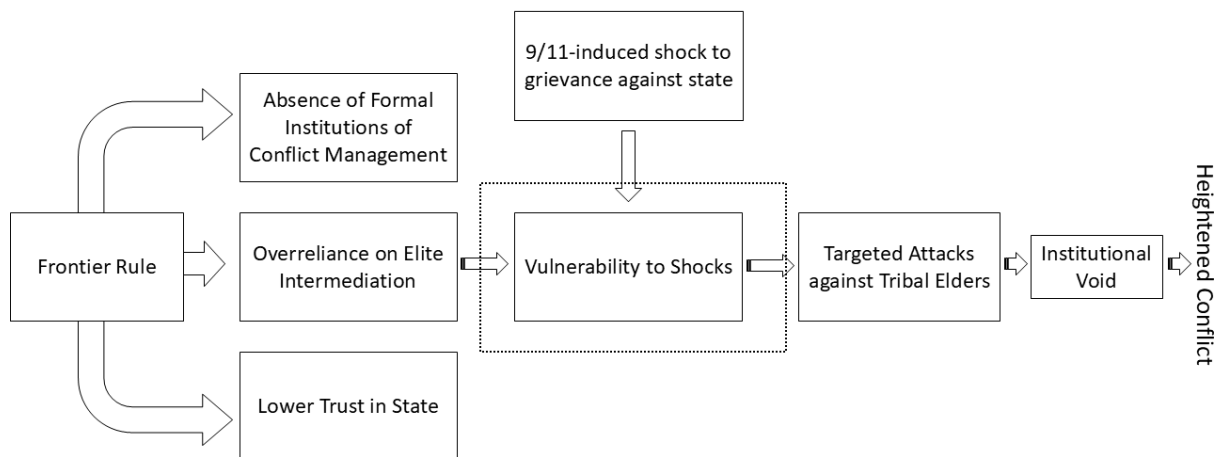 9/11-induced shock to
grievance against state
Absence of Formal
Institutions of
Conflict Management
Frontier Rule
Overreliance on Elite
Intermediation
Vulnerability to Shocks
Targeted Attacks
against Tribal Elders
Institutional
Void
Heightened Conflict
Lower Trust in State